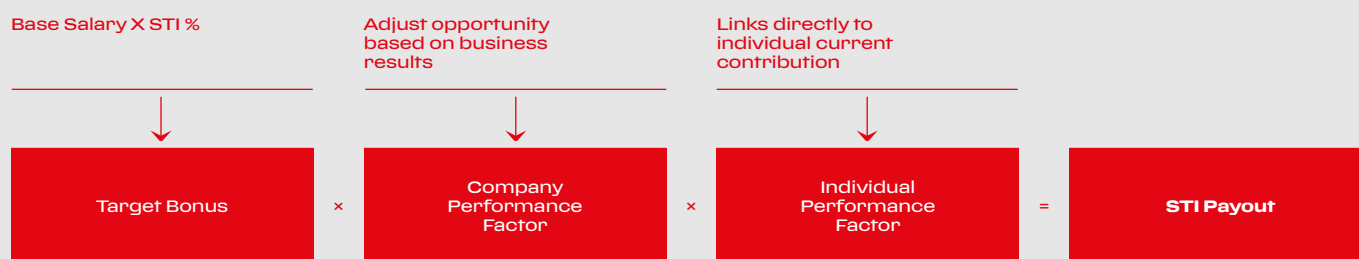 Base Salary X STI %
Adjust opportunity
based on business
results
Links directly to
individual current
contribution
Target Bonus
×
Company
Performance
Factor
×
Individual
Performance
Factor
=
STI Payout